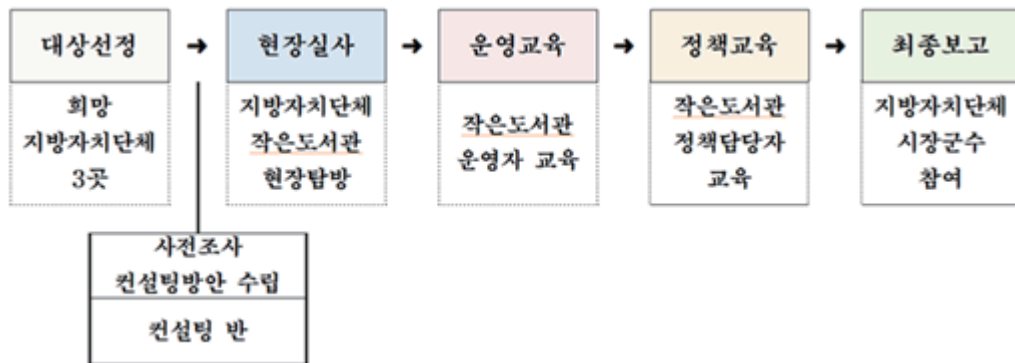 대상선정 → 현장실사 → 운영교육 → 정책교육 → 최종보고
희망
지방자치단체
3곳
지방자치단체
작은도서관
현장탐방
작은도서관
운영자 교육
작은도서관
정책담당자
교육
지방자치단체
시장군수
참여
사전조사
컨설팅방안 수립
컨설팅 반